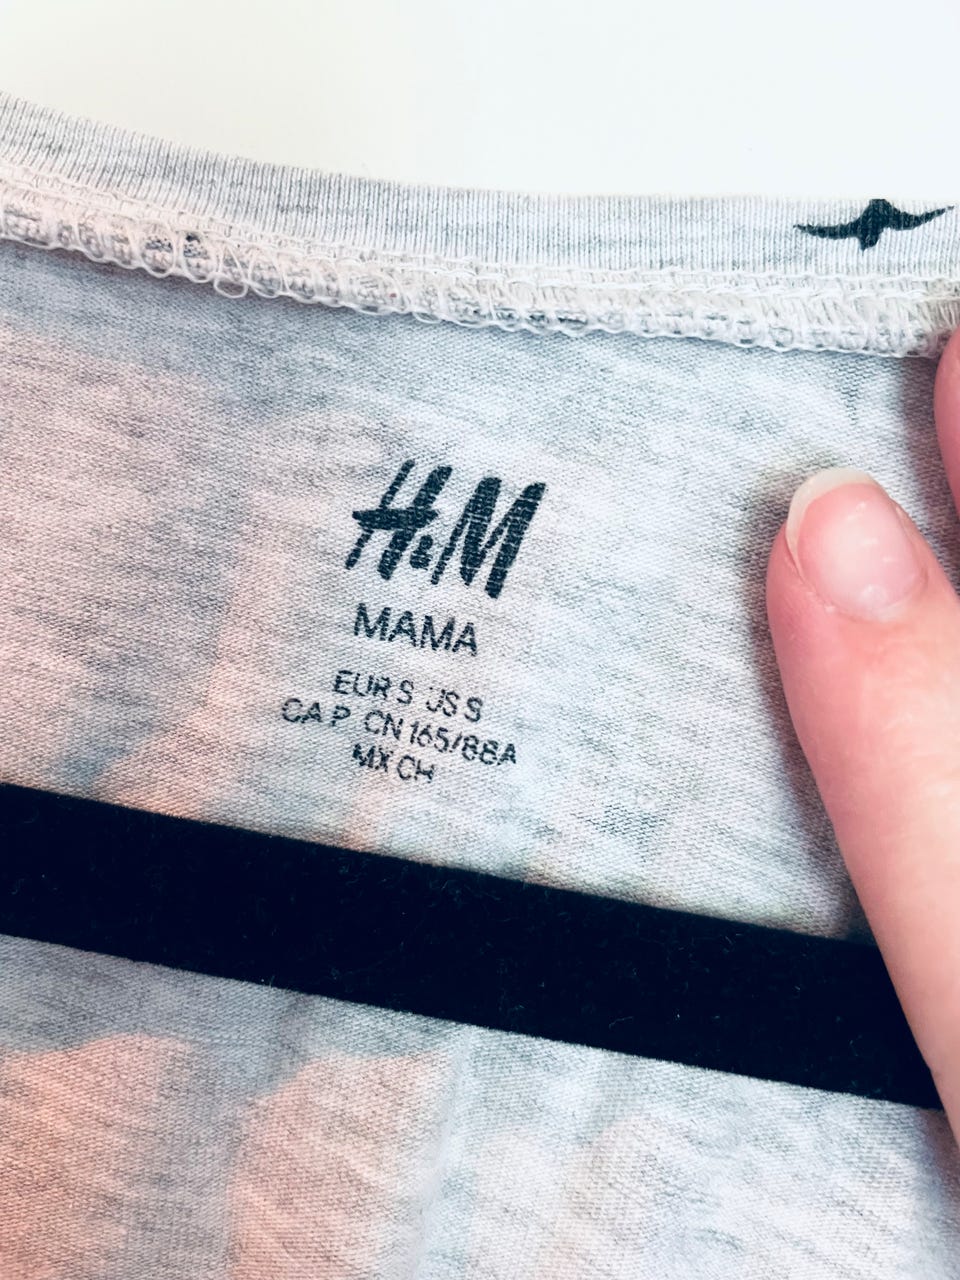 H&M
MAMA
EUR S US S
CA P CN 165/88A
MX CH